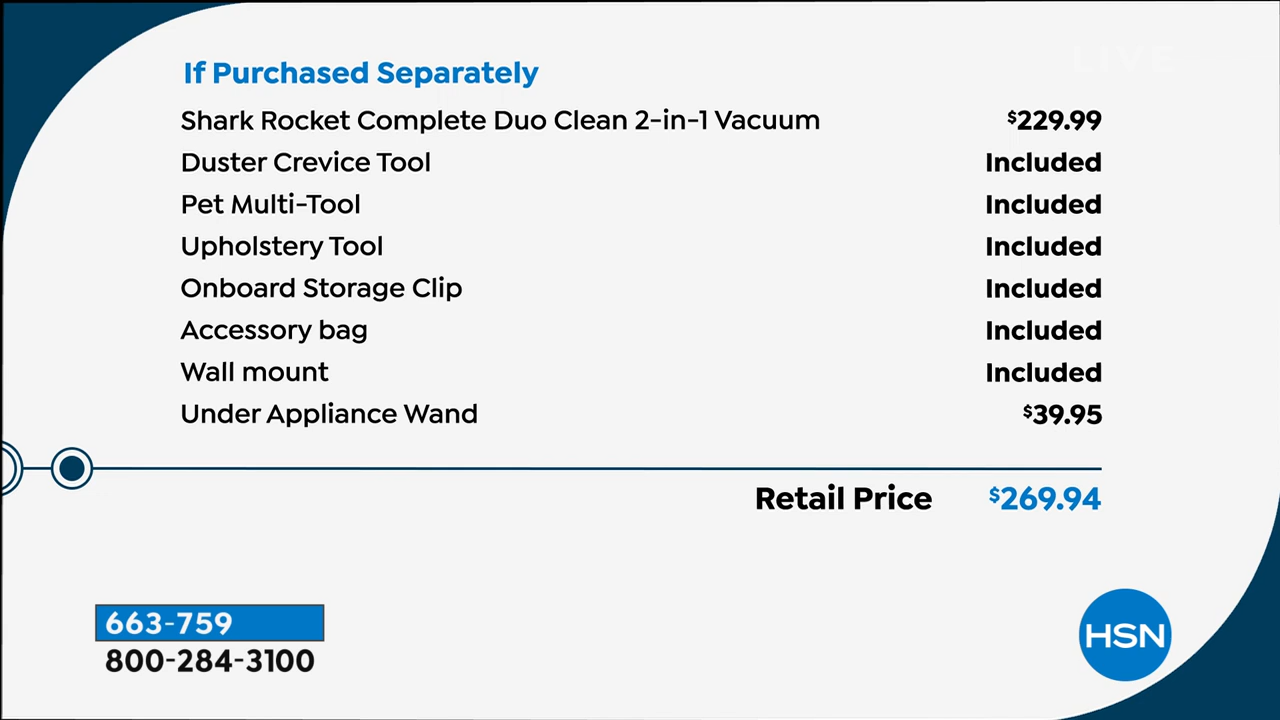 LIVE
If Purchased Separately
Shark Rocket Complete Duo Clean 2-in-1 Vacuum $229.99
Duster Crevice Tool Included
Pet Multi-Tool Included
Upholstery Tool Included
Onboard Storage Clip Included
Accessory bag Included
Wall mount Included
Under Appliance Wand $39.95
Retail Price $269.94
663-759
800-284-3100
HSN